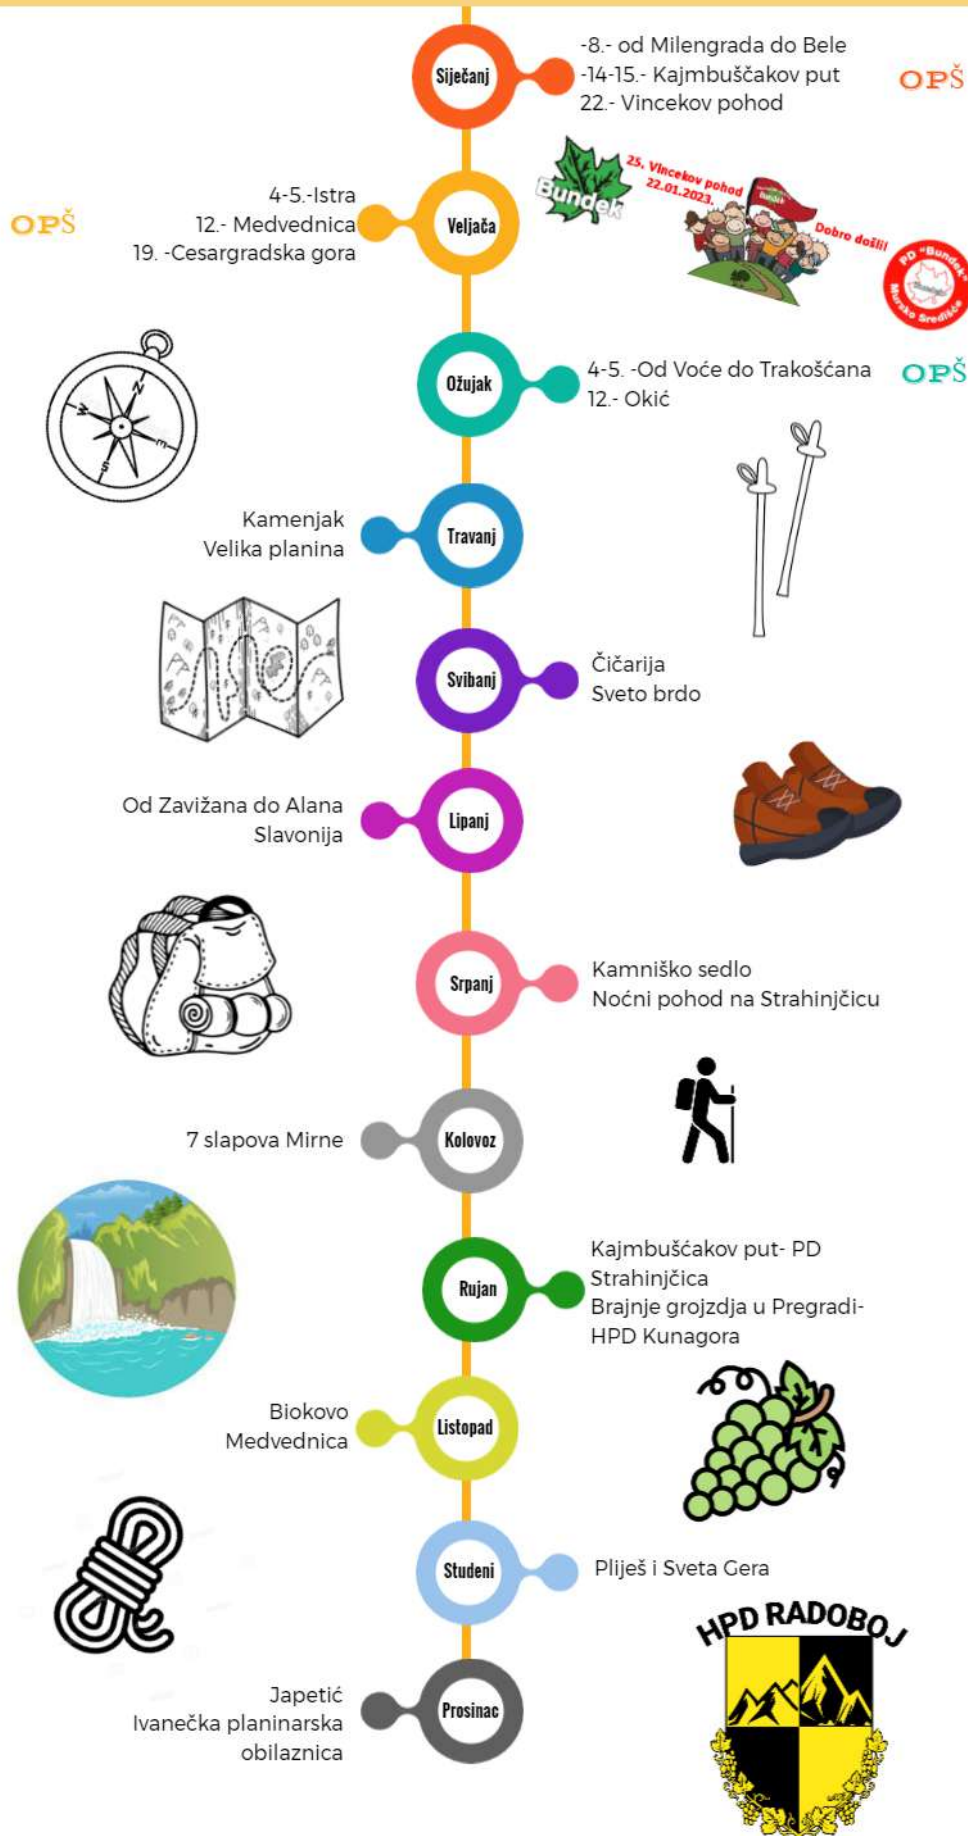 Siječanj
-8.- od Milengrada do Bele
-14-15.- Kajmbuščakov put
22.- Vincekov pohod
OPŠ
Bundek
25. Vincekov pohod
22.01.2023.
Dobro došli!
PD "Bundek"
Mursko Središće
OPŠ
4-5.-Istra
12.- Medvednica
19. -Cesargradska gora
Veljača
Ožujak
4-5. -Od Voće do Trakošćana
12.- Okić
OPŠ
N
W
E
S
Kamenjak
Velika planina
Travanj
Svibanj
Čičarija
Sveto brdo
Od Zavižana do Alana
Slavonija
Lipanj
Srpanj
Kamniško sedlo
Noćni pohod na Strahinjčicu
7 slapova Mirne
Kolovoz
Rujan
Kajmbušćakov put- PD
Strahinjčica
Brajnje grojzdja u Pregradi-
HPD Kunagora
Biokovo
Medvednica
Listopad
Studeni
Pliješ i Sveta Gera
HPD RADOBOJ
Japetić
Ivanečka planinarska
obilaznica
Prosinac